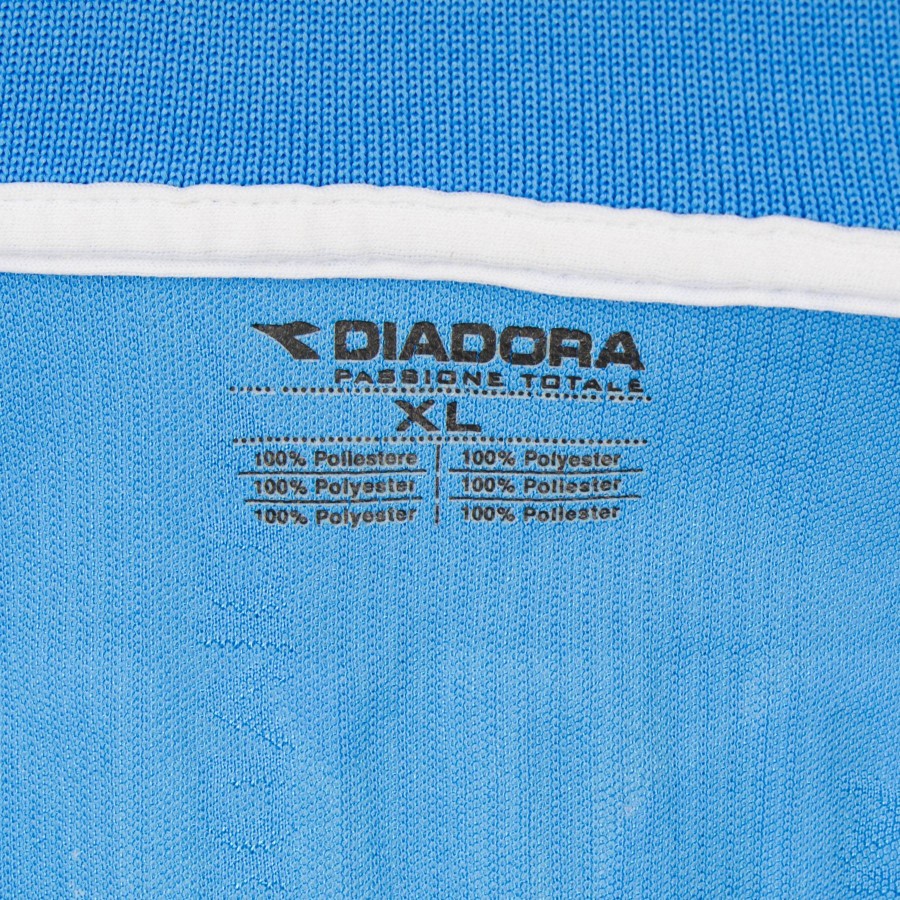 DIADORA
PASSIONE TOTALE
XL
100% Poliestere 100% Polyester
100% Polyester 100% Poliester
100% Polyester 100% Poliester